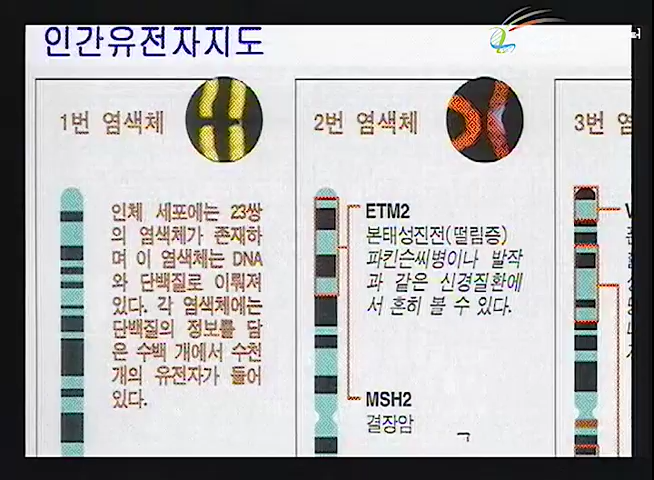 인간유전자지도
1번 염색체
인체 세포에는 23쌍
의 염색체가 존재하
며 이 염색체는 DNA
와 단백질로 이뤄져
있다. 각 염색체에는
단백질의 정보를 담
은 수백 개에서 수천
개의 유전자가 들어
있다.
2번 염색체
ETM2
본태성진전(떨림증)
파킨슨씨병이나 발작
과 같은 신경질환에
서 흔히 볼 수 있다.
MSH2
결장암
3번